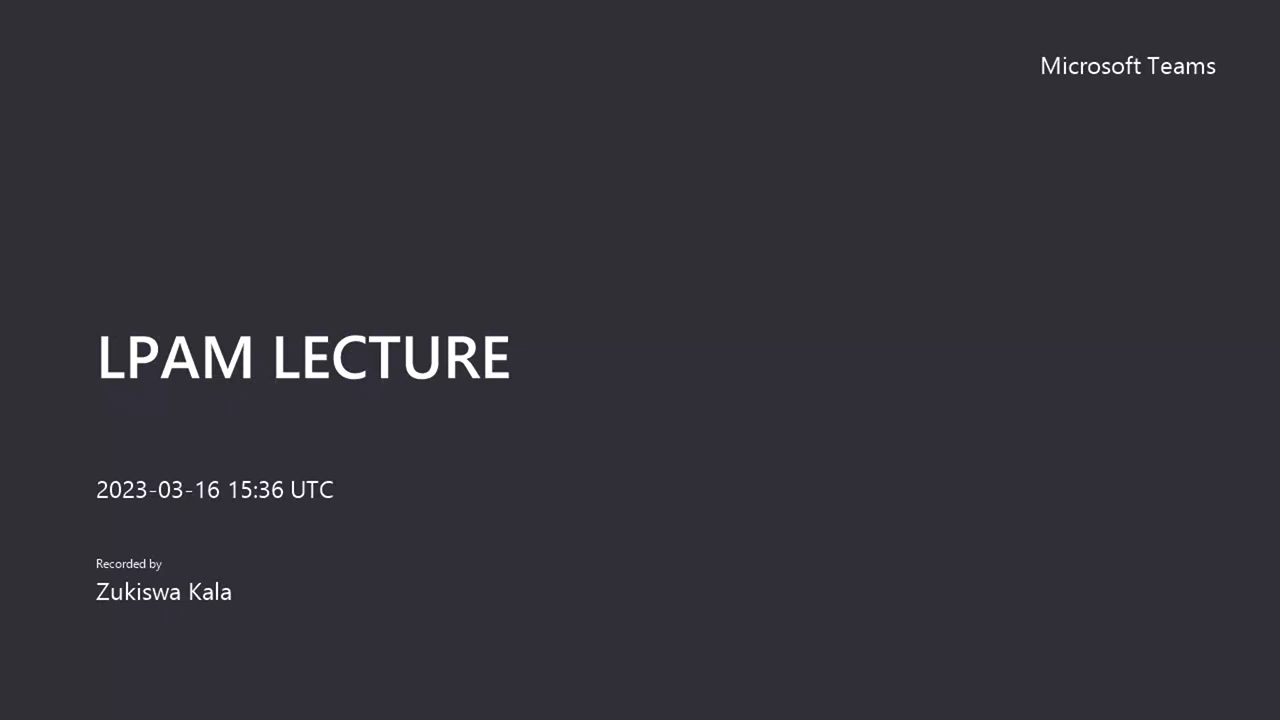 Microsoft Teams
LPAM LECTURE
2023-03-16 15:36 UTC
Recorded by
Zukiswa Kala